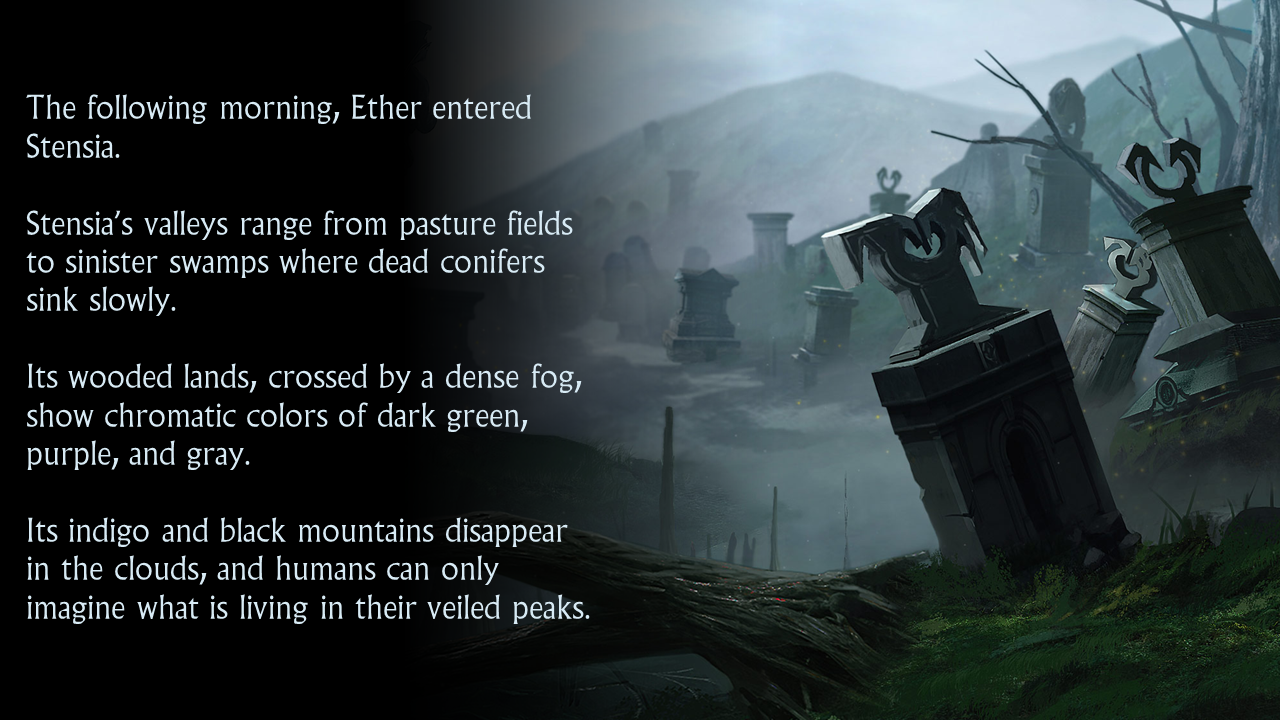 The following morning, Ether entered
Stensia.
Stensia’s valleys range from pasture fields
to sinister swamps where dead conifers
sink slowly.
Its wooded lands, crossed by a dense fog,
show chromatic colors of dark green,
purple, and gray.
Its indigo and black mountains disappear
in the clouds, and humans can only
imagine what is living in their veiled peaks.